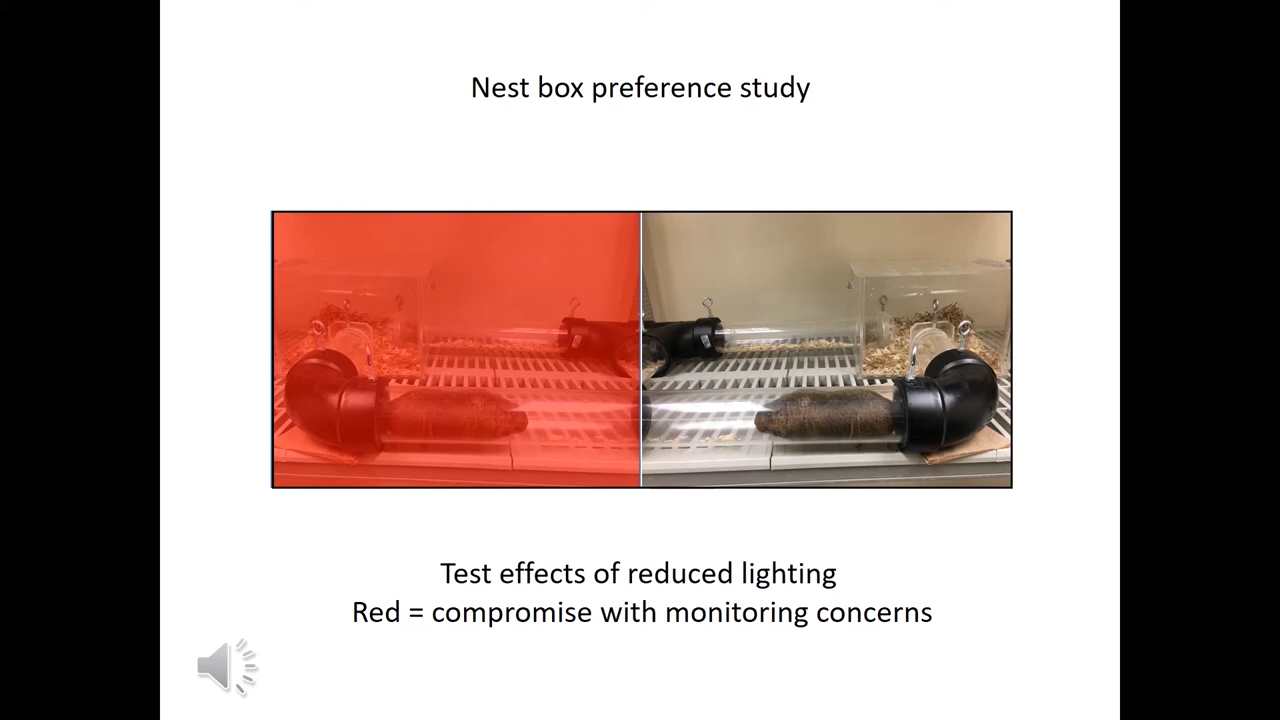 Nest box preference study
Test effects of reduced lighting
Red = compromise with monitoring concerns